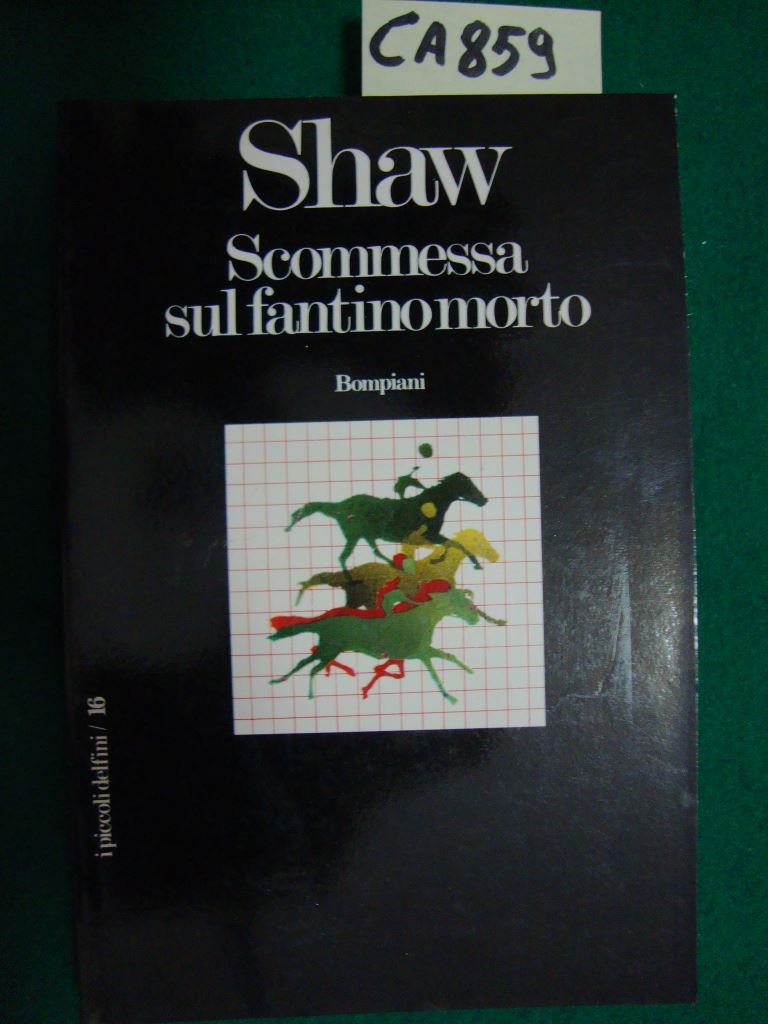 CA859
Shaw
Scommessa
sul fantino morto
Bompiani
i piccoli delfini / 16